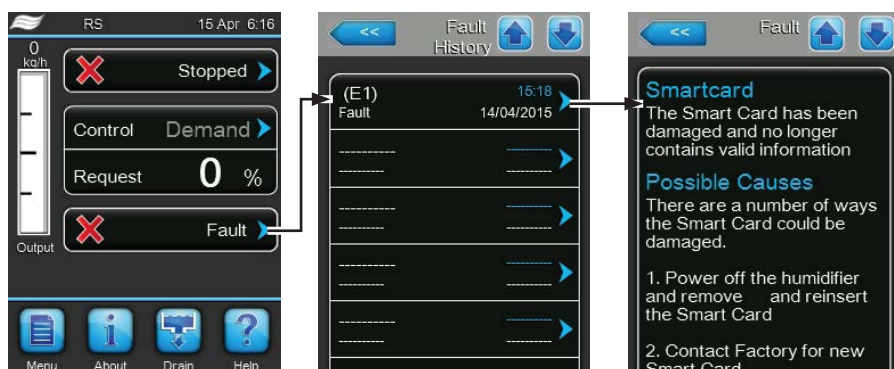 RS
15 Apr 6:16
0
kg/h
Stopped
Control
Demand
Request
0 %
Fault
Output
Menu
About
Drain
Help
<<
Fault
History
(E1)
15:18
Fault
14/04/2015
---------- ----------
---------- ----------
---------- ----------
---------- ----------
---------- ----------
---------- ----------
---------- ----------
---------- ----------
<<
Fault
Smartcard
The Smart Card has been
damaged and no longer
contains valid information
Possible Causes
There are a number of ways
the Smart Card could be
damaged.
1. Power off the humidifier
and remove and reinsert
the Smart Card
2. Contact Factory for new
Smart Card